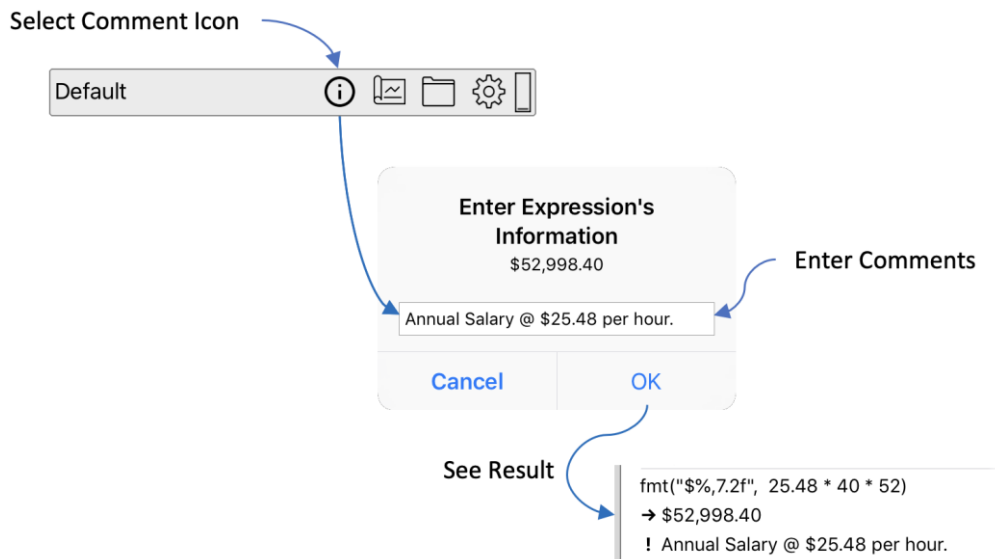 Select Comment Icon
Default
Enter Expression's
Information
$52,998.40
Enter Comments
Annual Salary @ $25.48 per hour.
Cancel
OK
See Result
fmt("$%,7.2f",  25.48 * 40 * 52)
➔ $52,998.40
! Annual Salary @ $25.48 per hour.